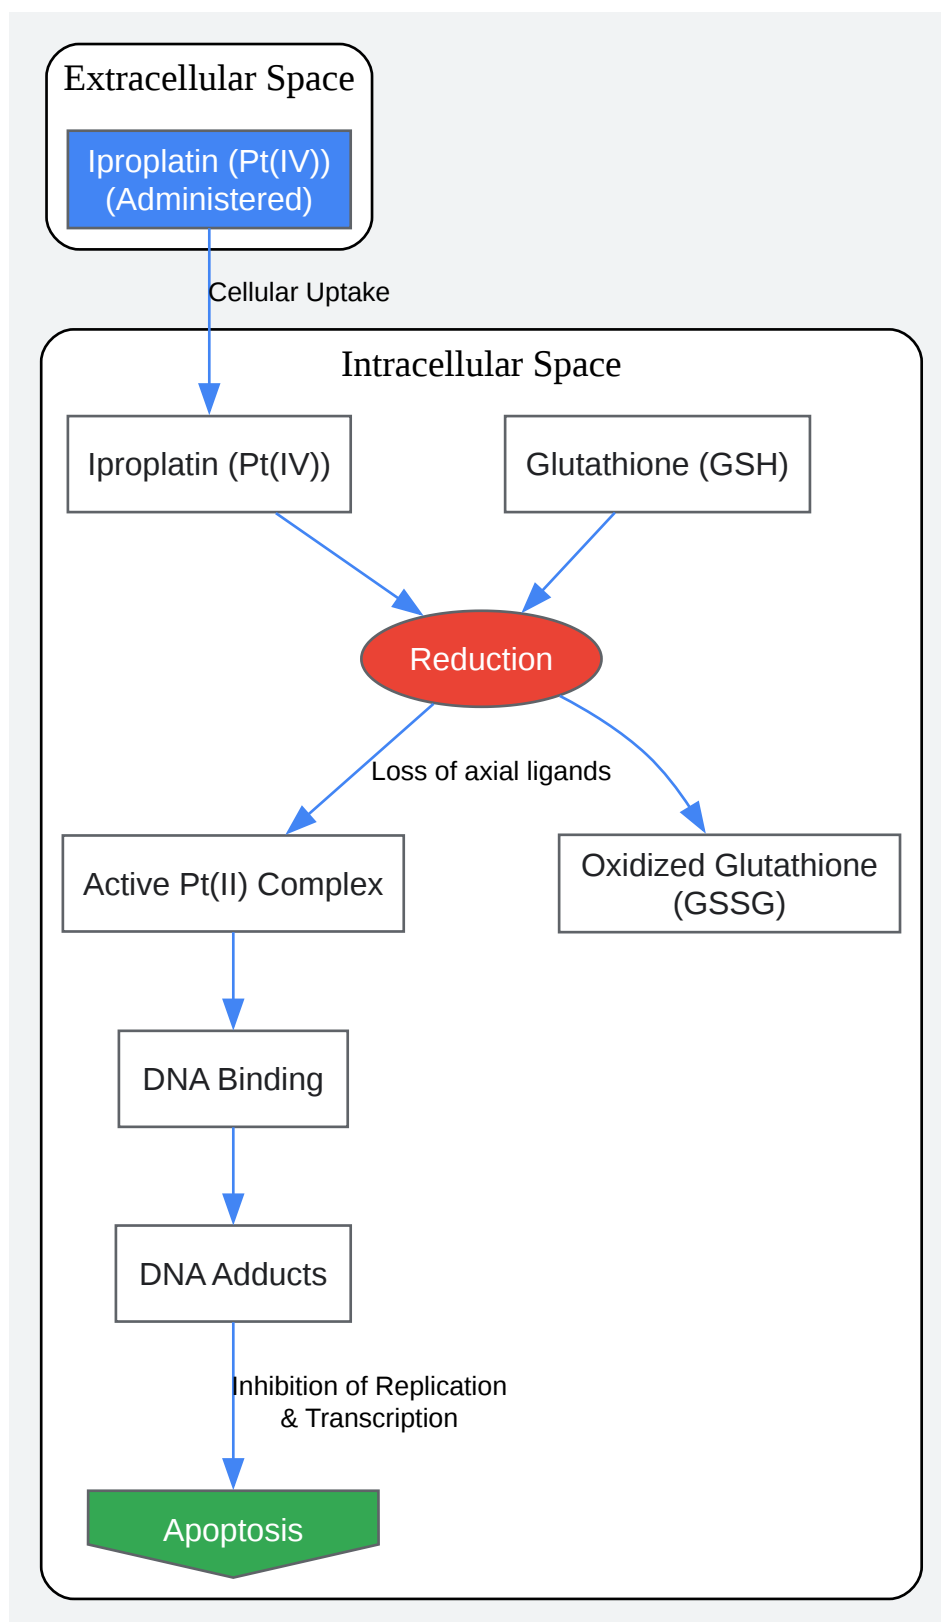 Extracellular Space
Iproplatin (Pt(IV))
(Administered)
Cellular Uptake
Intracellular Space
Iproplatin (Pt(IV))
Glutathione (GSH)
Reduction
Loss of axial ligands
Active Pt(II) Complex
Oxidized Glutathione
(GSSG)
DNA Binding
DNA Adducts
Inhibition of Replication
& Transcription
Apoptosis